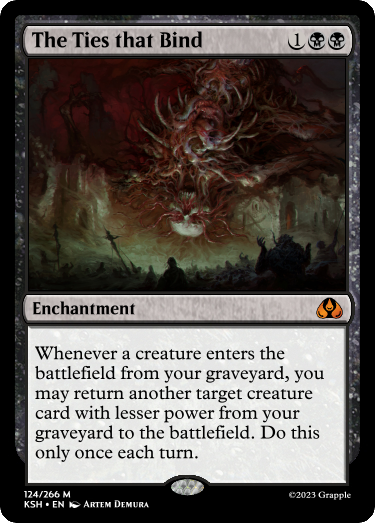 The Ties that Bind 1
Enchantment
Whenever a creature enters the
battlefield from your graveyard, you
may return another target creature
card with lesser power from your
graveyard to the battlefield. Do this
only once each turn.
124/266 M
KSH • EN Artem Demura
©2023 Grapple